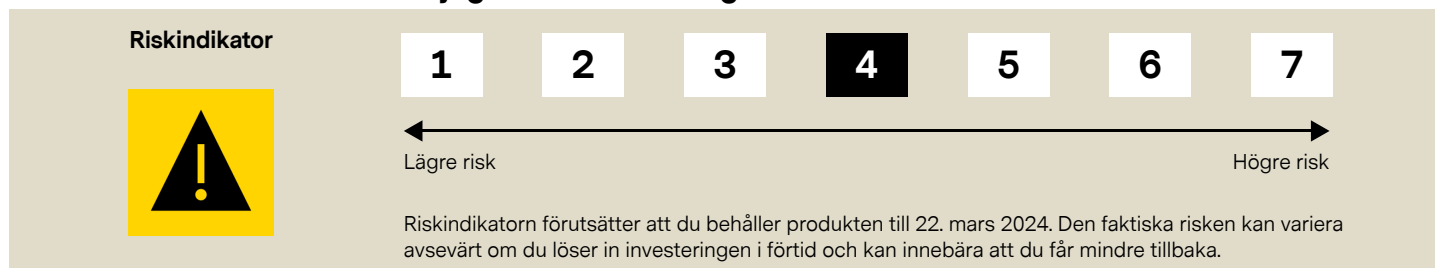 Riskindikator
1 2 3 4 5 6 7
!
Lägre risk Högre risk
Riskindikatorn förutsätter att du behåller produkten till 22. mars 2024. Den faktiska risken kan variera
avsevärt om du löser in investeringen i förtid och kan innebära att du får mindre tillbaka.